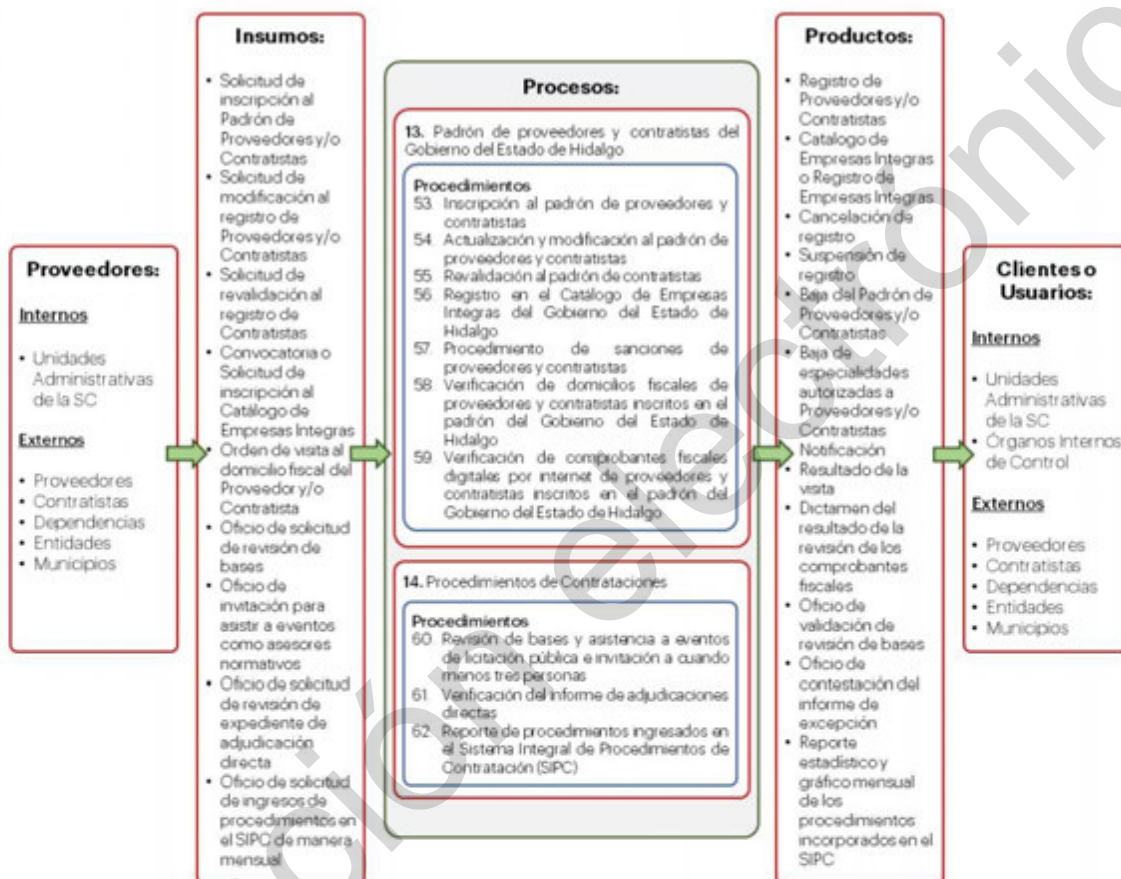 Proveedores:
Internos
• Unidades
Administrativas
de la SC
Externos
• Proveedores
• Contratistas
• Dependencias
• Entidades
• Municipios
Insumos:
• Solicitud de
inscripción al
Padrón de
Proveedores y/o
Contratistas
• Solicitud de
modificación al
registro de
Proveedores y/o
Contratistas
• Solicitud de
revalidación al
registro de
Contratistas
• Convocatoria o
Solicitud de
inscripción al
Catálogo de
Empresas Integras
• Orden de visita al
domicilio fiscal del
Proveedor y/o
Contratista
• Oficio de solicitud
de revisión de
bases
• Oficio de
invitación para
asistir a eventos
como asesores
normativos
• Oficio de solicitud
de revisión de
expediente de
adjudicación
directa
• Oficio de solicitud
de ingresos de
procedimientos en
el SIPC de manera
mensual
Procesos:
13. Padrón de proveedores y contratistas del
Gobierno del Estado de Hidalgo
Procedimientos
53. Inscripción al padrón de proveedores y
contratistas
54. Actualización y modificación al padrón de
proveedores y contratistas
55. Revalidación al padrón de contratistas
56. Registro en el Catálogo de Empresas
Integras del Gobierno del Estado de
Hidalgo
57. Procedimiento de sanciones de
proveedores y contratistas
58. Verificación de domicilios fiscales de
proveedores y contratistas inscritos en el
padrón del Gobierno del Estado de
Hidalgo
59. Verificación de comprobantes fiscales
digitales por internet de proveedores y
contratistas inscritos en el padrón del
Gobierno del Estado de Hidalgo
14. Procedimientos de Contrataciones
Procedimientos
60. Revisión de bases y asistencia a eventos
de licitación pública e invitación a cuando
menos tres personas
61. Verificación del informe de adjudicaciones
directas
62. Reporte de procedimientos ingresados en
el Sistema Integral de Procedimientos de
Contratación (SIPC)
Productos:
• Registro de
Proveedores y/o
Contratistas
• Catalogo de
Empresas Integras
o Registro de
Empresas Integras
• Cancelación de
registro
• Suspensión de
registro
• Baja del Padrón de
Proveedores y/o
Contratistas
• Baja de
especialidades
autorizadas a
Proveedores y/o
Contratistas
• Notificación
• Resultado de la
visita
• Dictamen del
resultado de la
revisión de los
comprobantes
fiscales
• Oficio de
validación de
revisión de bases
• Oficio de
contestación del
informe de
excepción
• Reporte
estadístico y
gráfico mensual
de los
procedimientos
incorporados en el
SIPC
Clientes o
Usuarios:
Internos
• Unidades
Administrativas
de la SC
• Órganos Internos
de Control
Externos
• Proveedores
• Contratistas
• Dependencias
• Entidades
• Municipios
ción electrónic